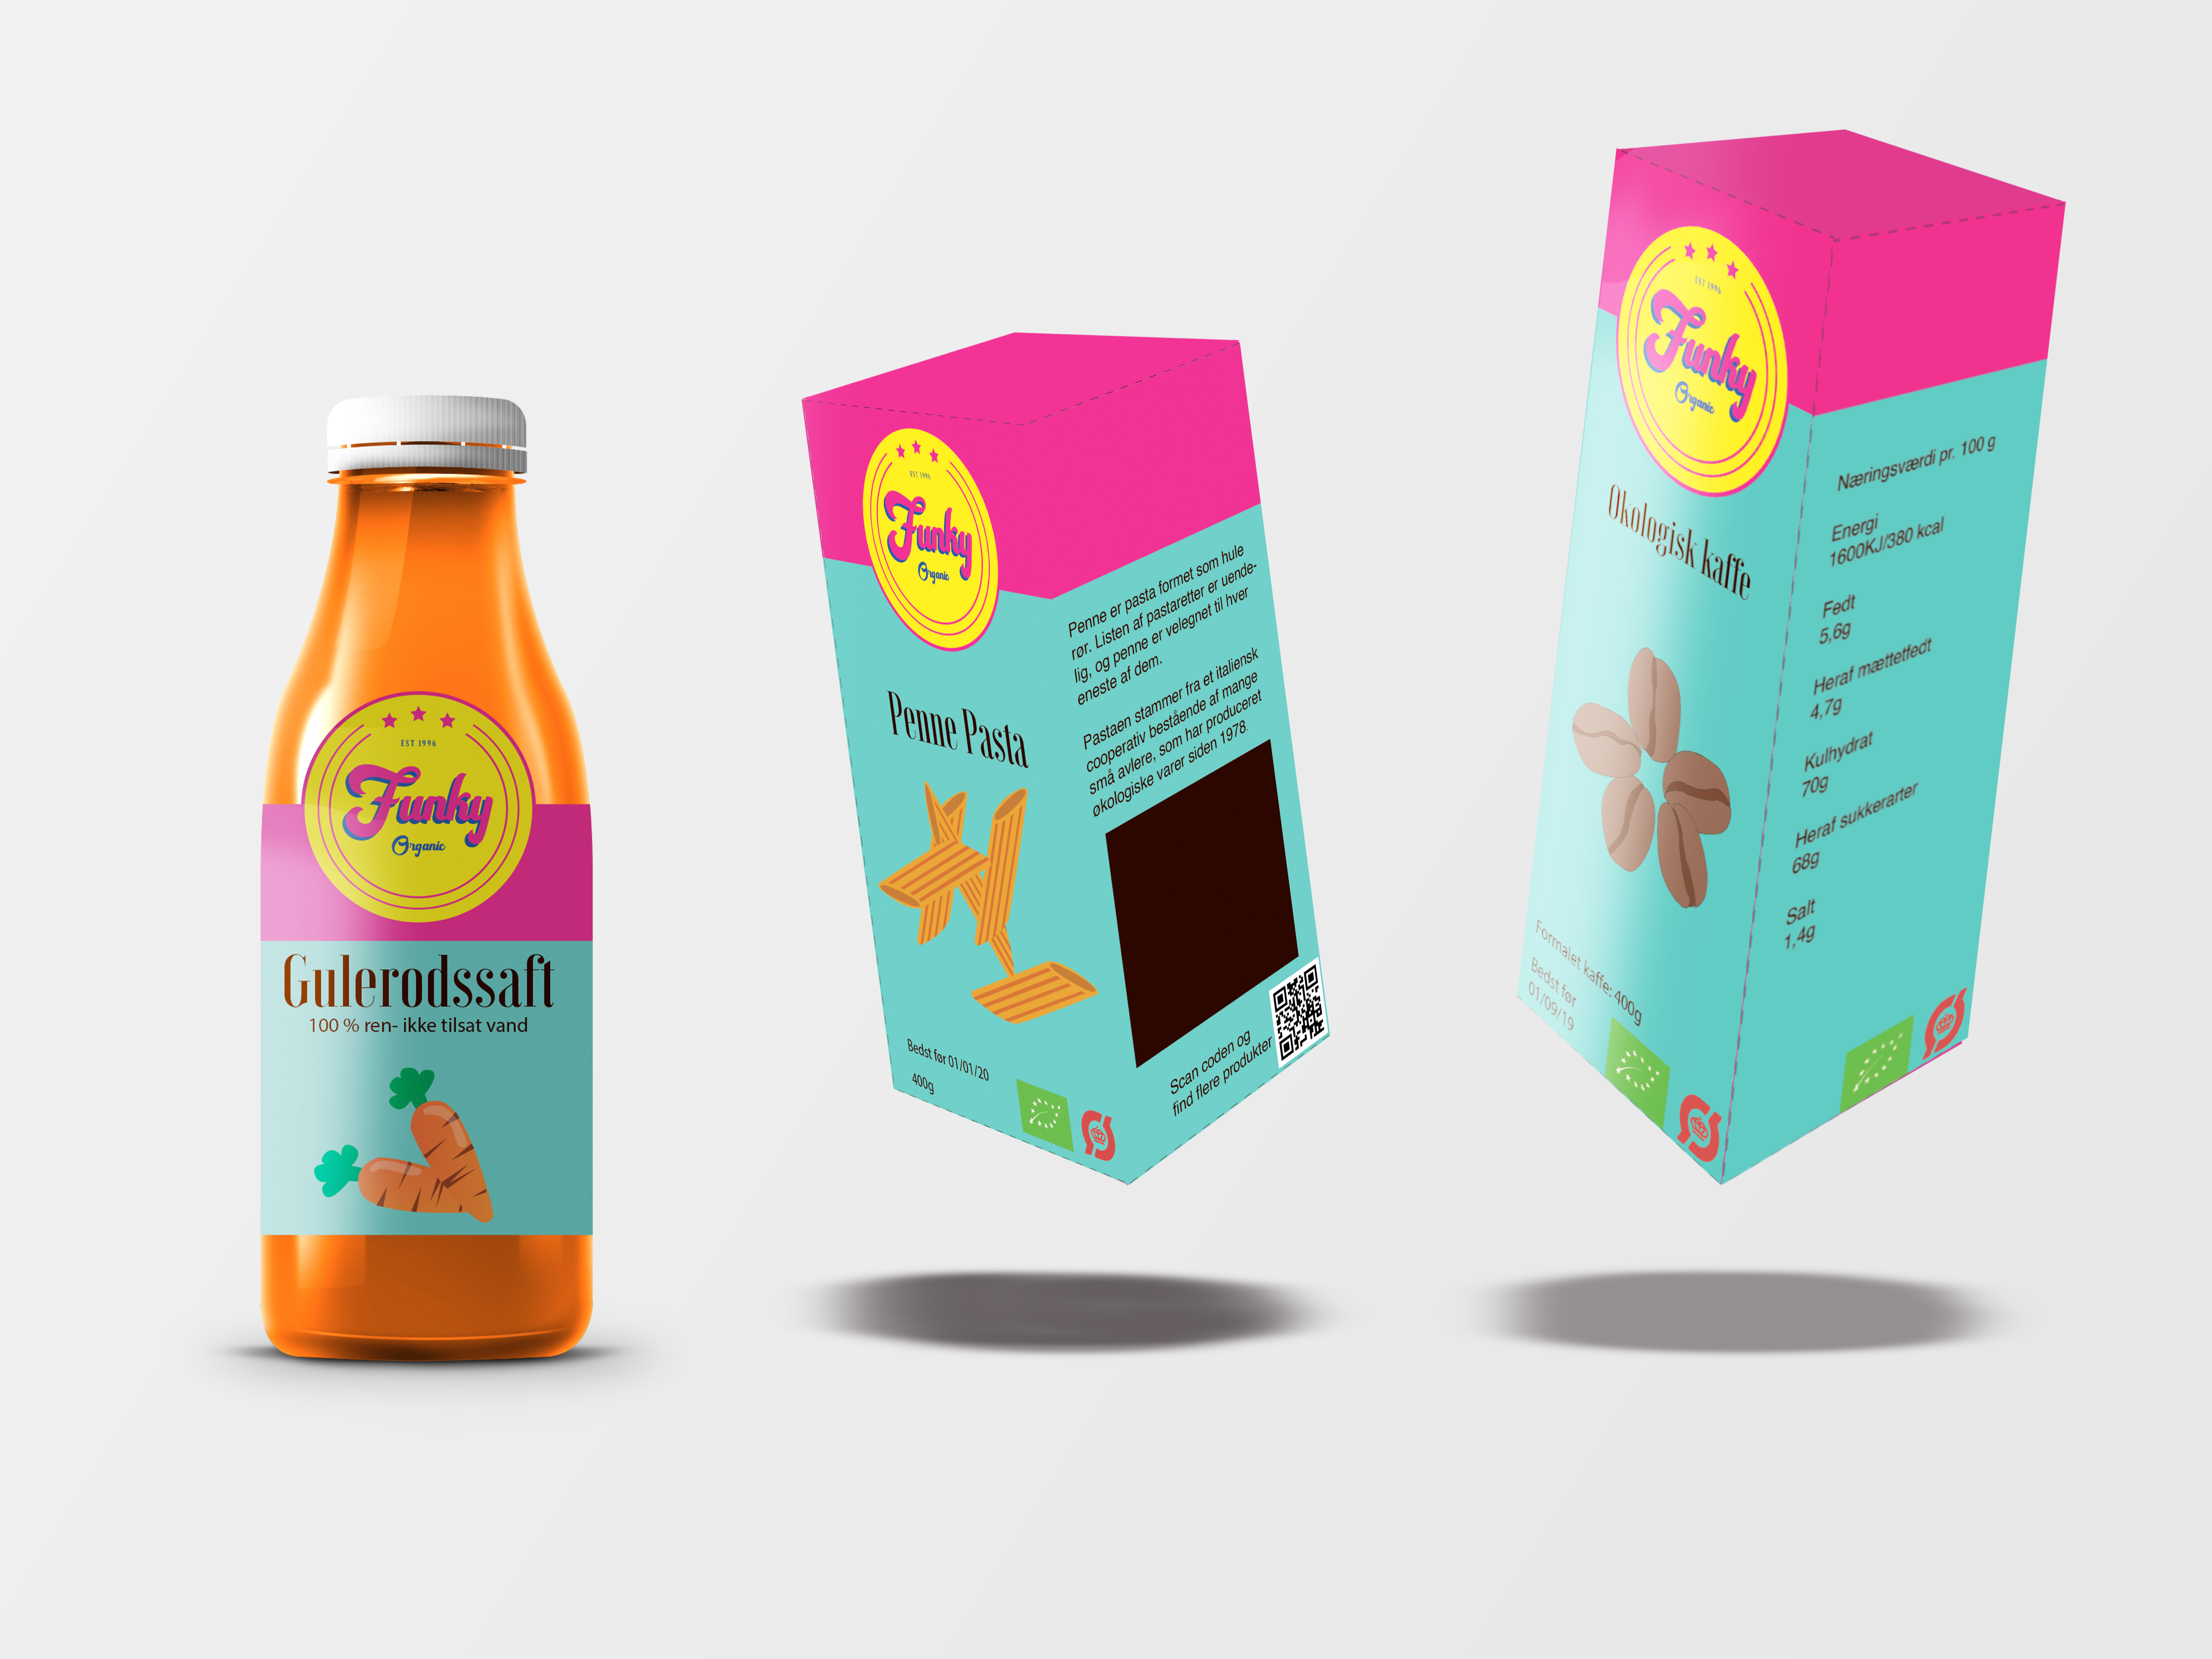 EST 1996
Funky
Organic
Gulerodssaft
100 % ren- ikke tilsat vand
EST 1996
Funky
Organic
Penne Pasta
Bedst før 01/01/20
400g
Penne er pasta formet som hule
rør. Listen af pastaretter er uende-
lig, og penne er velegnet til hver
eneste af dem.
Pastaen stammer fra et italiensk
cooperativ bestående af mange
små avlere, som har produceret
økologiske varer siden 1978.
Scan coden og
find flere produkter
EST 1996
Funky
Organic
Økologisk kaffe
Formalet kaffe: 400g
Bedst før
01/09/19
Næringsværdi pr. 100 g
Energi
1600KJ/380 kcal
Fedt
5,6g
Heraf mættetfedt
4,7g
Kulhydrat
70g
Heraf sukkerarter
68g
Salt
1,4g